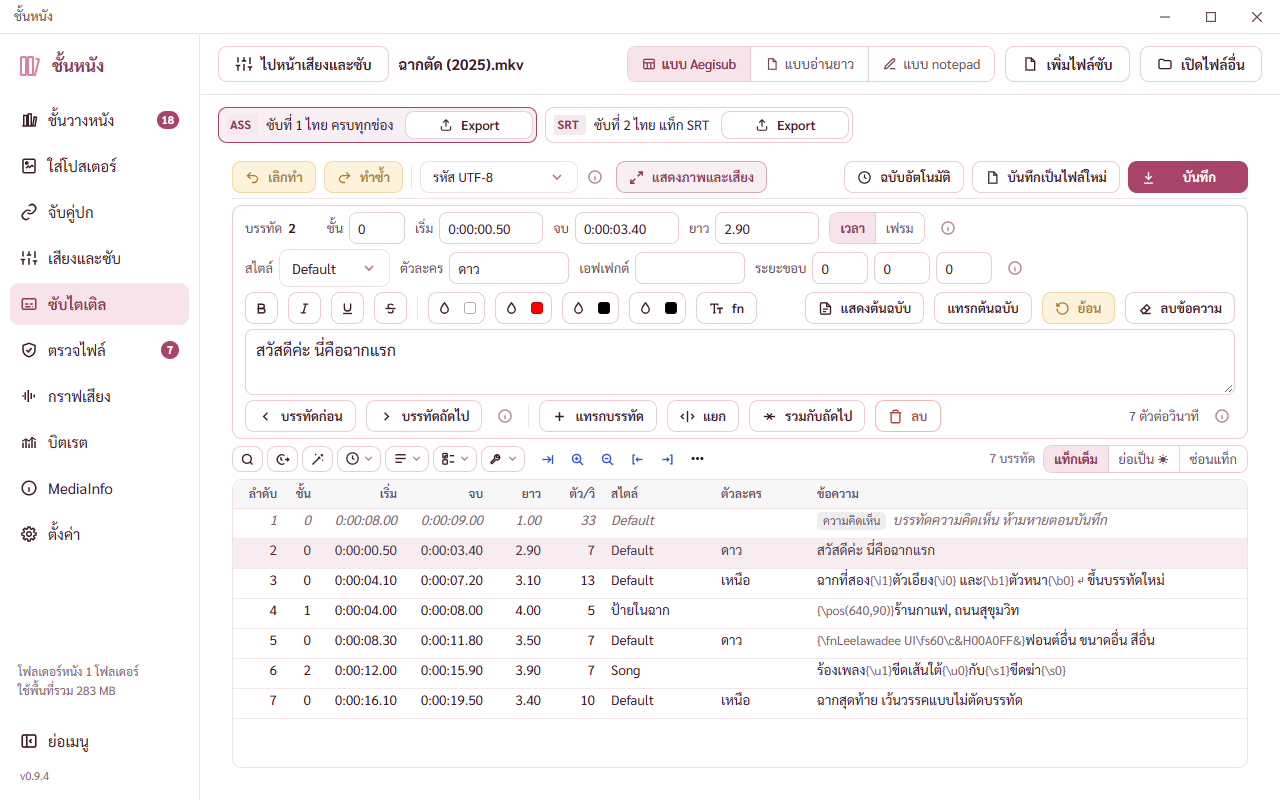 ชั้นหนัง
ชั้นหนัง
ไปหน้าเสียงและซับ ฉากตัด (2025).mkv แบบ Aegisub แบบอ่านยาว แบบ notepad เพิ่มไฟล์ซับ เปิดไฟล์อื่น
ชั้นวางหนัง 18
ใส่โปสเตอร์
จับคู่ปก
เสียงและซับ
ซับไตเติล
ตรวจไฟล์ 7
กราฟเสียง
บิตเรต
MediaInfo
ตั้งค่า
โฟลเดอร์หนัง 1 โฟลเดอร์
ใช้พื้นที่รวม 283 MB
ย่อเมนู
v0.9.4
ASS ซับที่ 1 ไทย ครบทุกช่อง Export SRT ซับที่ 2 ไทย แท็ก SRT Export
เลิกทำ ทำซ้ำ รหัส UTF-8 แสดงภาพและเสียง ฉบับอัตโนมัติ บันทึกเป็นไฟล์ใหม่ บันทึก
บรรทัด 2 ชั้น 0 เริ่ม 0:00:00.50 จบ 0:00:03.40 ยาว 2.90 เวลา เฟรม
สไตล์ Default ตัวละคร ดาว เอฟเฟกต์ ระยะขอบ 0 0 0
B I U S fn แสดงต้นฉบับ แทรกต้นฉบับ ย้อน ลบข้อความ
สวัสดีค่ะ นี่คือฉากแรก
บรรทัดก่อน บรรทัดถัดไป แทรกบรรทัด แยก รวมกับถัดไป ลบ 7 ตัวต่อวินาที
7 บรรทัด แท็กเต็ม ย่อเป็น ☀ ซ่อนแท็ก
ลำดับ ชั้น เริ่ม จบ ยาว ตัว/วิ สไตล์ ตัวละคร ข้อความ
1 0 0:00:08.00 0:00:09.00 1.00 33 Default ความคิดเห็น บรรทัดความคิดเห็น ห้ามหายตอนบันทึก
2 0 0:00:00.50 0:00:03.40 2.90 7 Default ดาว สวัสดีค่ะ นี่คือฉากแรก
3 0 0:00:04.10 0:00:07.20 3.10 13 Default เหนือ ฉากที่สอง{\i1}ตัวเอียง{\i0} และ{\b1}ตัวหนา{\b0} ↵ ขึ้นบรรทัดใหม่
4 1 0:00:04.00 0:00:08.00 4.00 5 ป้ายในฉาก {\pos(640,90)}ร้านกาแฟ, ถนนสุขุมวิท
5 0 0:00:08.30 0:00:11.80 3.50 7 Default ดาว {\fnLeelawadee UI\fs60\c&H00A0FF&}ฟอนต์อื่น ขนาดอื่น สีอื่น
6 2 0:00:12.00 0:00:15.90 3.90 7 Song ร้องเพลง{\u1}ขีดเส้นใต้{\u0}กับ{\s1}ขีดฆ่า{\s0}
7 0 0:00:16.10 0:00:19.50 3.40 10 Default เหนือ ฉากสุดท้าย เว้นวรรคแบบไม่ตัดบรรทัด